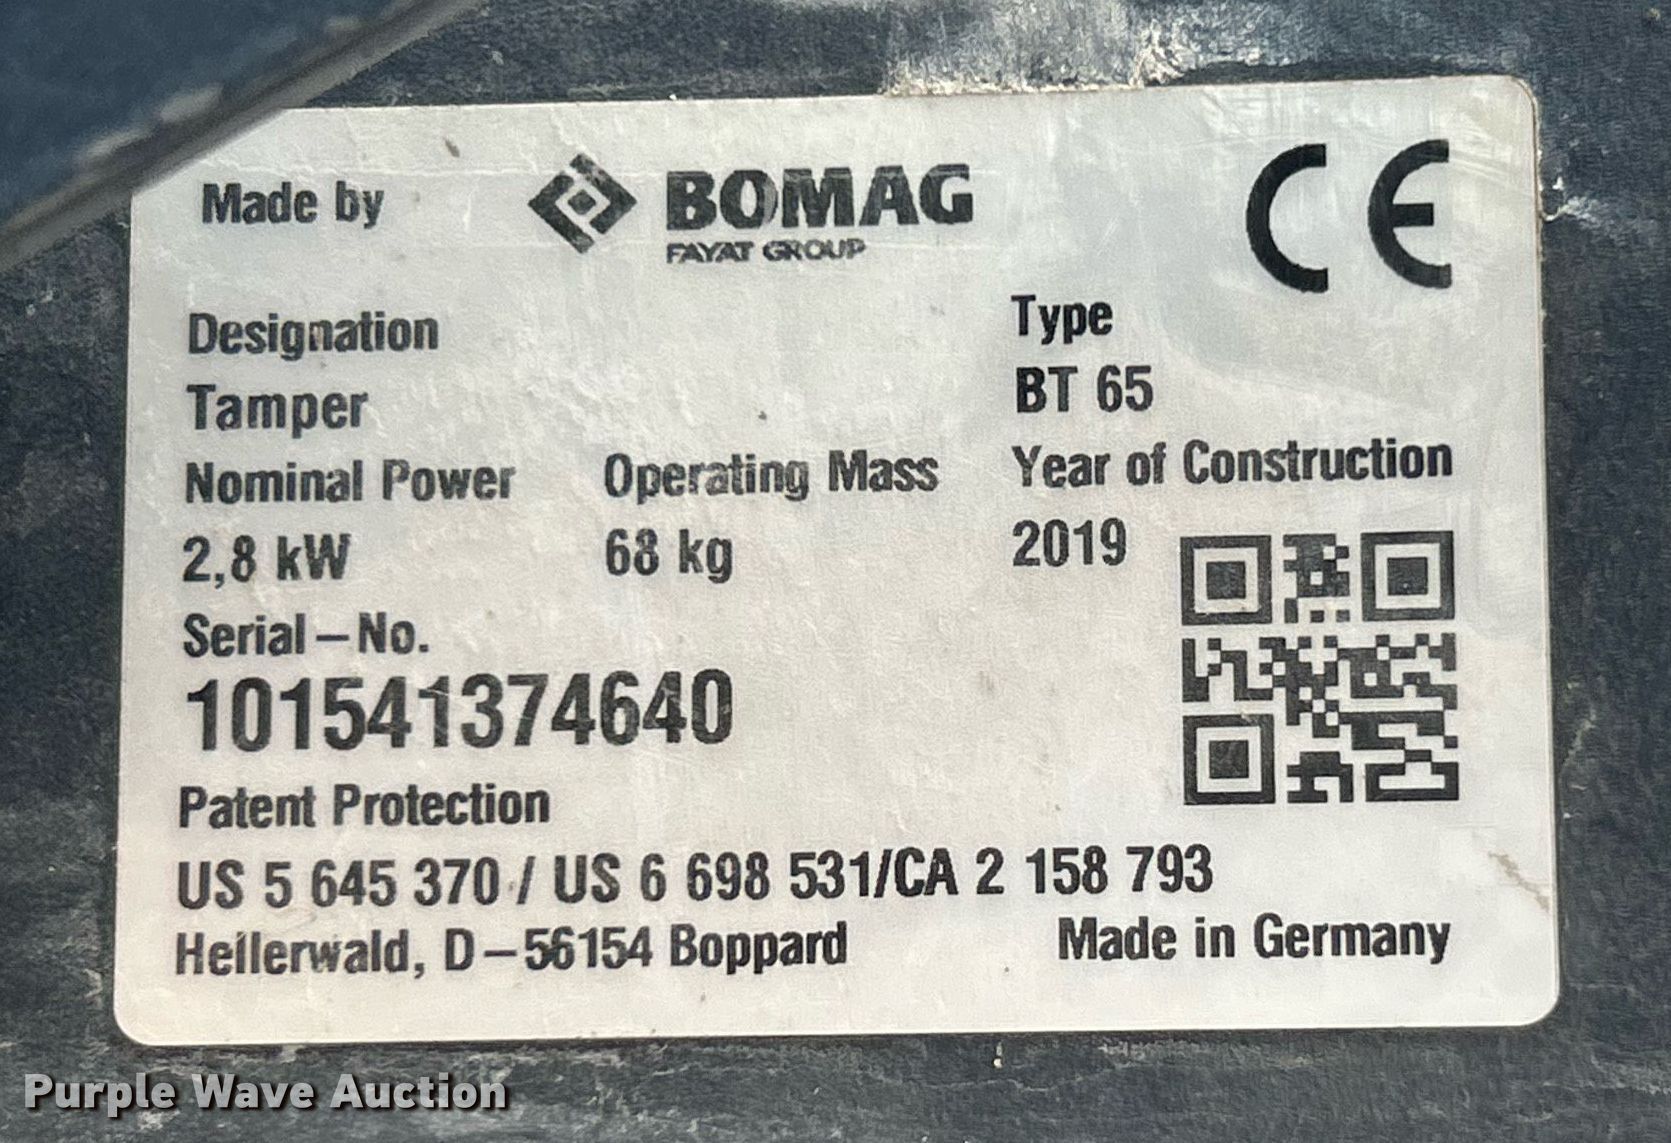 Made by BOMAG
FAYAT GROUP
CE
Designation
Tamper
Type
BT 65
Nominal Power
2,8 kW
Operating Mass
68 kg
Year of Construction
2019
Serial-No.
101541374640
Patent Protection
US 5 645 370 / US 6 698 531/CA 2 158 793
Hellerwald, D-56154 Boppard
Made in Germany
Purple Wave Auction